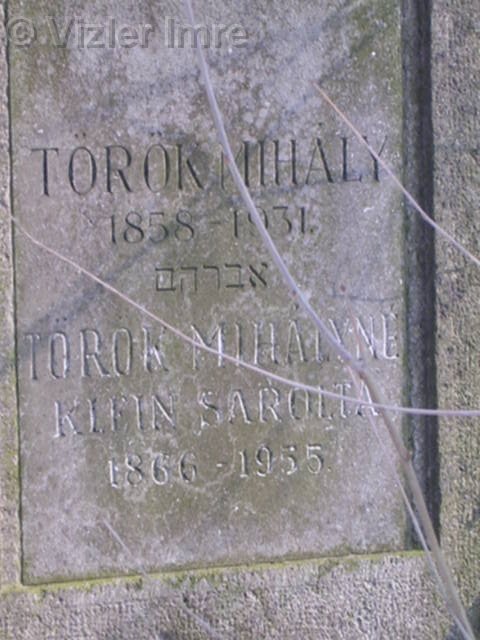 © Vizler Imre
TÖRÖK MIHÁLY
1858 - 1931.
אברהם
TÖRÖK MIHÁLYNÉ
KLEIN SAROLTA
1866 - 1955.